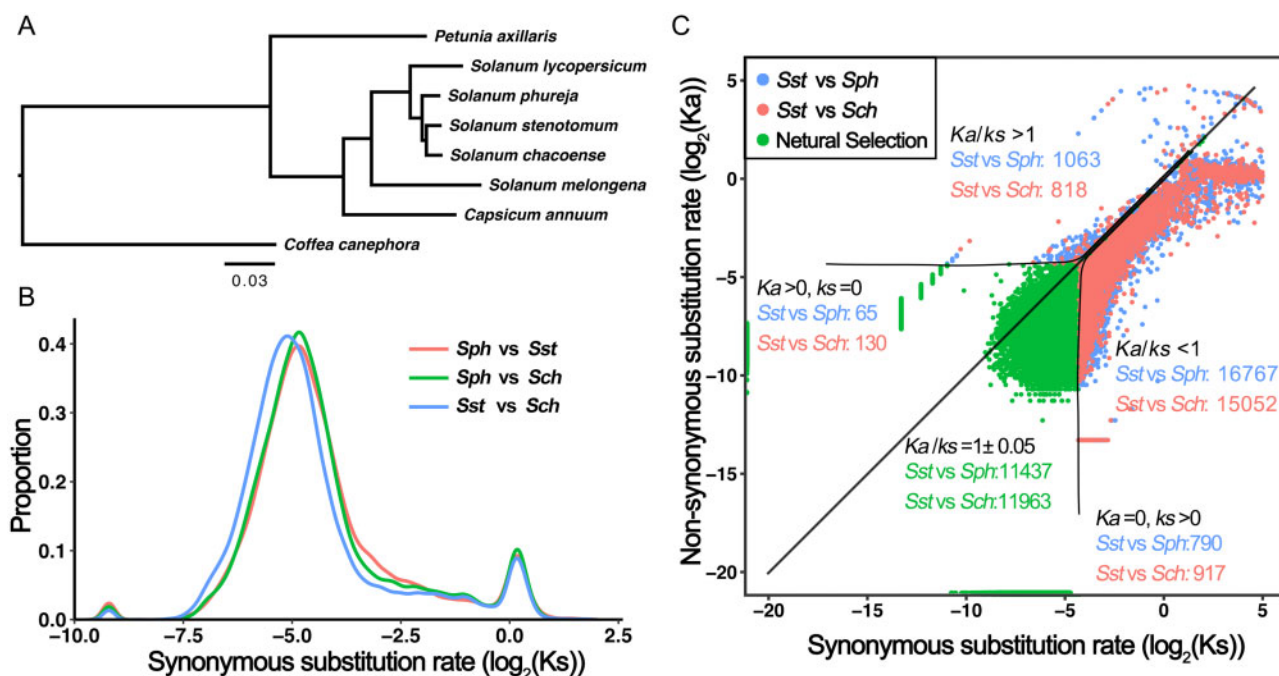 A
Petunia axillaris
Solanum lycopersicum
Solanum phureja
Solanum stenotomum
Solanum chacoense
Solanum melongena
Capsicum annuum
Coffea canephora
0.03
B
Proportion
0.4
0.3
0.2
0.1
0.0
Sph vs Sst
Sph vs Sch
Sst vs Sch
−10.0 −7.5 −5.0 −2.5 0.0 2.5
Synonymous substitution rate (log2(Ks))
C
Non-synonymous substitution rate (log2(Ka))
5
0
−5
−10
−15
−20
Sst vs Sph
Sst vs Sch
Netural Selection
Ka/ks >1
Sst vs Sph: 1063
Sst vs Sch: 818
Ka>0, ks=0
Sst vs Sph: 65
Sst vs Sch: 130
Ka/ks <1
Sst vs Sph: 16767
Sst vs Sch: 15052
Ka/ks=1± 0.05
Sst vs Sph:11437
Sst vs Sch:11963
Ka=0, ks>0
Sst vs Sph:790
Sst vs Sch:917
−20 −15 −10 −5 0 5
Synonymous substitution rate (log2(Ks))